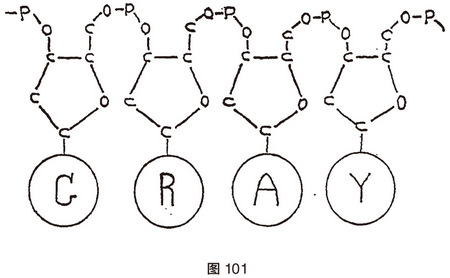 -P O C O-P O C O-P O C O-P O C O-P
O O O O
C C C C C C C C
C O C O C O C O
C C C C
G R A Y
图 101